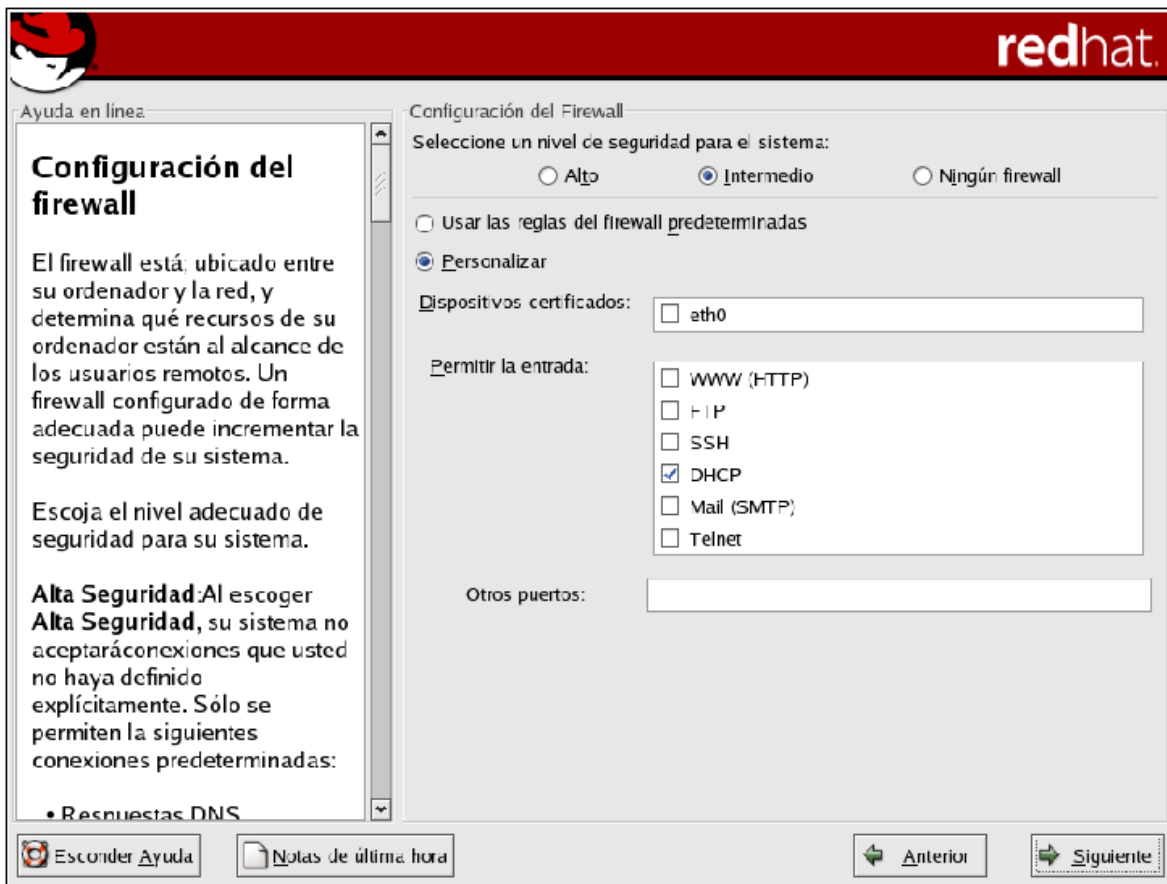 redhat.
Ayuda en linea
Configuración del
firewall
El firewall está; ubicado entre
su ordenador y la red, y
determina qué recursos de su
ordenador están al alcance de
los usuarios remotos. Un
firewall configurado de forma
adecuada puede incrementar la
seguridad de su sistema.
Escoja el nivel adecuado de
seguridad para su sistema.
Alta Seguridad:Al escoger
Alta Seguridad, su sistema no
aceptaráconexiones que usted
no haya definido
explícitamente. Sólo se
permiten la siguientes
conexiones predeterminadas:
• Respuestas DNS
Configuración del Firewall
Seleccione un nivel de seguridad para el sistema:
Alto
Intermedio
Ningún firewall
Usar las reglas del firewall predeterminadas
Personalizar
Dispositivos certificados:
eth0
Permitir la entrada:
WWW (HTTP)
FTP
SSH
DHCP
Mail (SMTP)
Telnet
Otros puertos:
Esconder Ayuda
Notas de última hora
Anterior
Siguiente